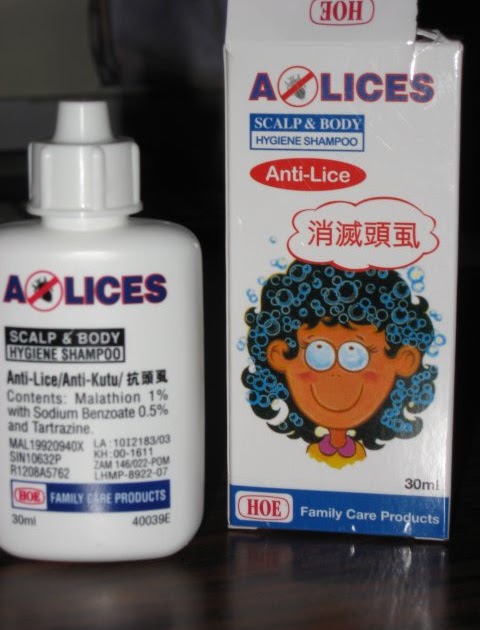 A LICES
SCALP & BODY
HYGIENE SHAMPOO
Anti-Lice/Anti-Kutu/抗頭虱
Contents: Malathion 1%
with Sodium Benzoate 0.5%
and Tartrazine.
MAL19920940X LA:1012183/03
SIN10632P KH:00-1611
R1208A5762 ZAM 146/022-POM
LHMP-8922-07
HOE FAMILY CARE PRODUCTS
30ml 40039E
HOE
A LICES
SCALP & BODY
HYGIENE SHAMPOO
Anti-Lice
消滅頭虱
30ml
HOE Family Care Products